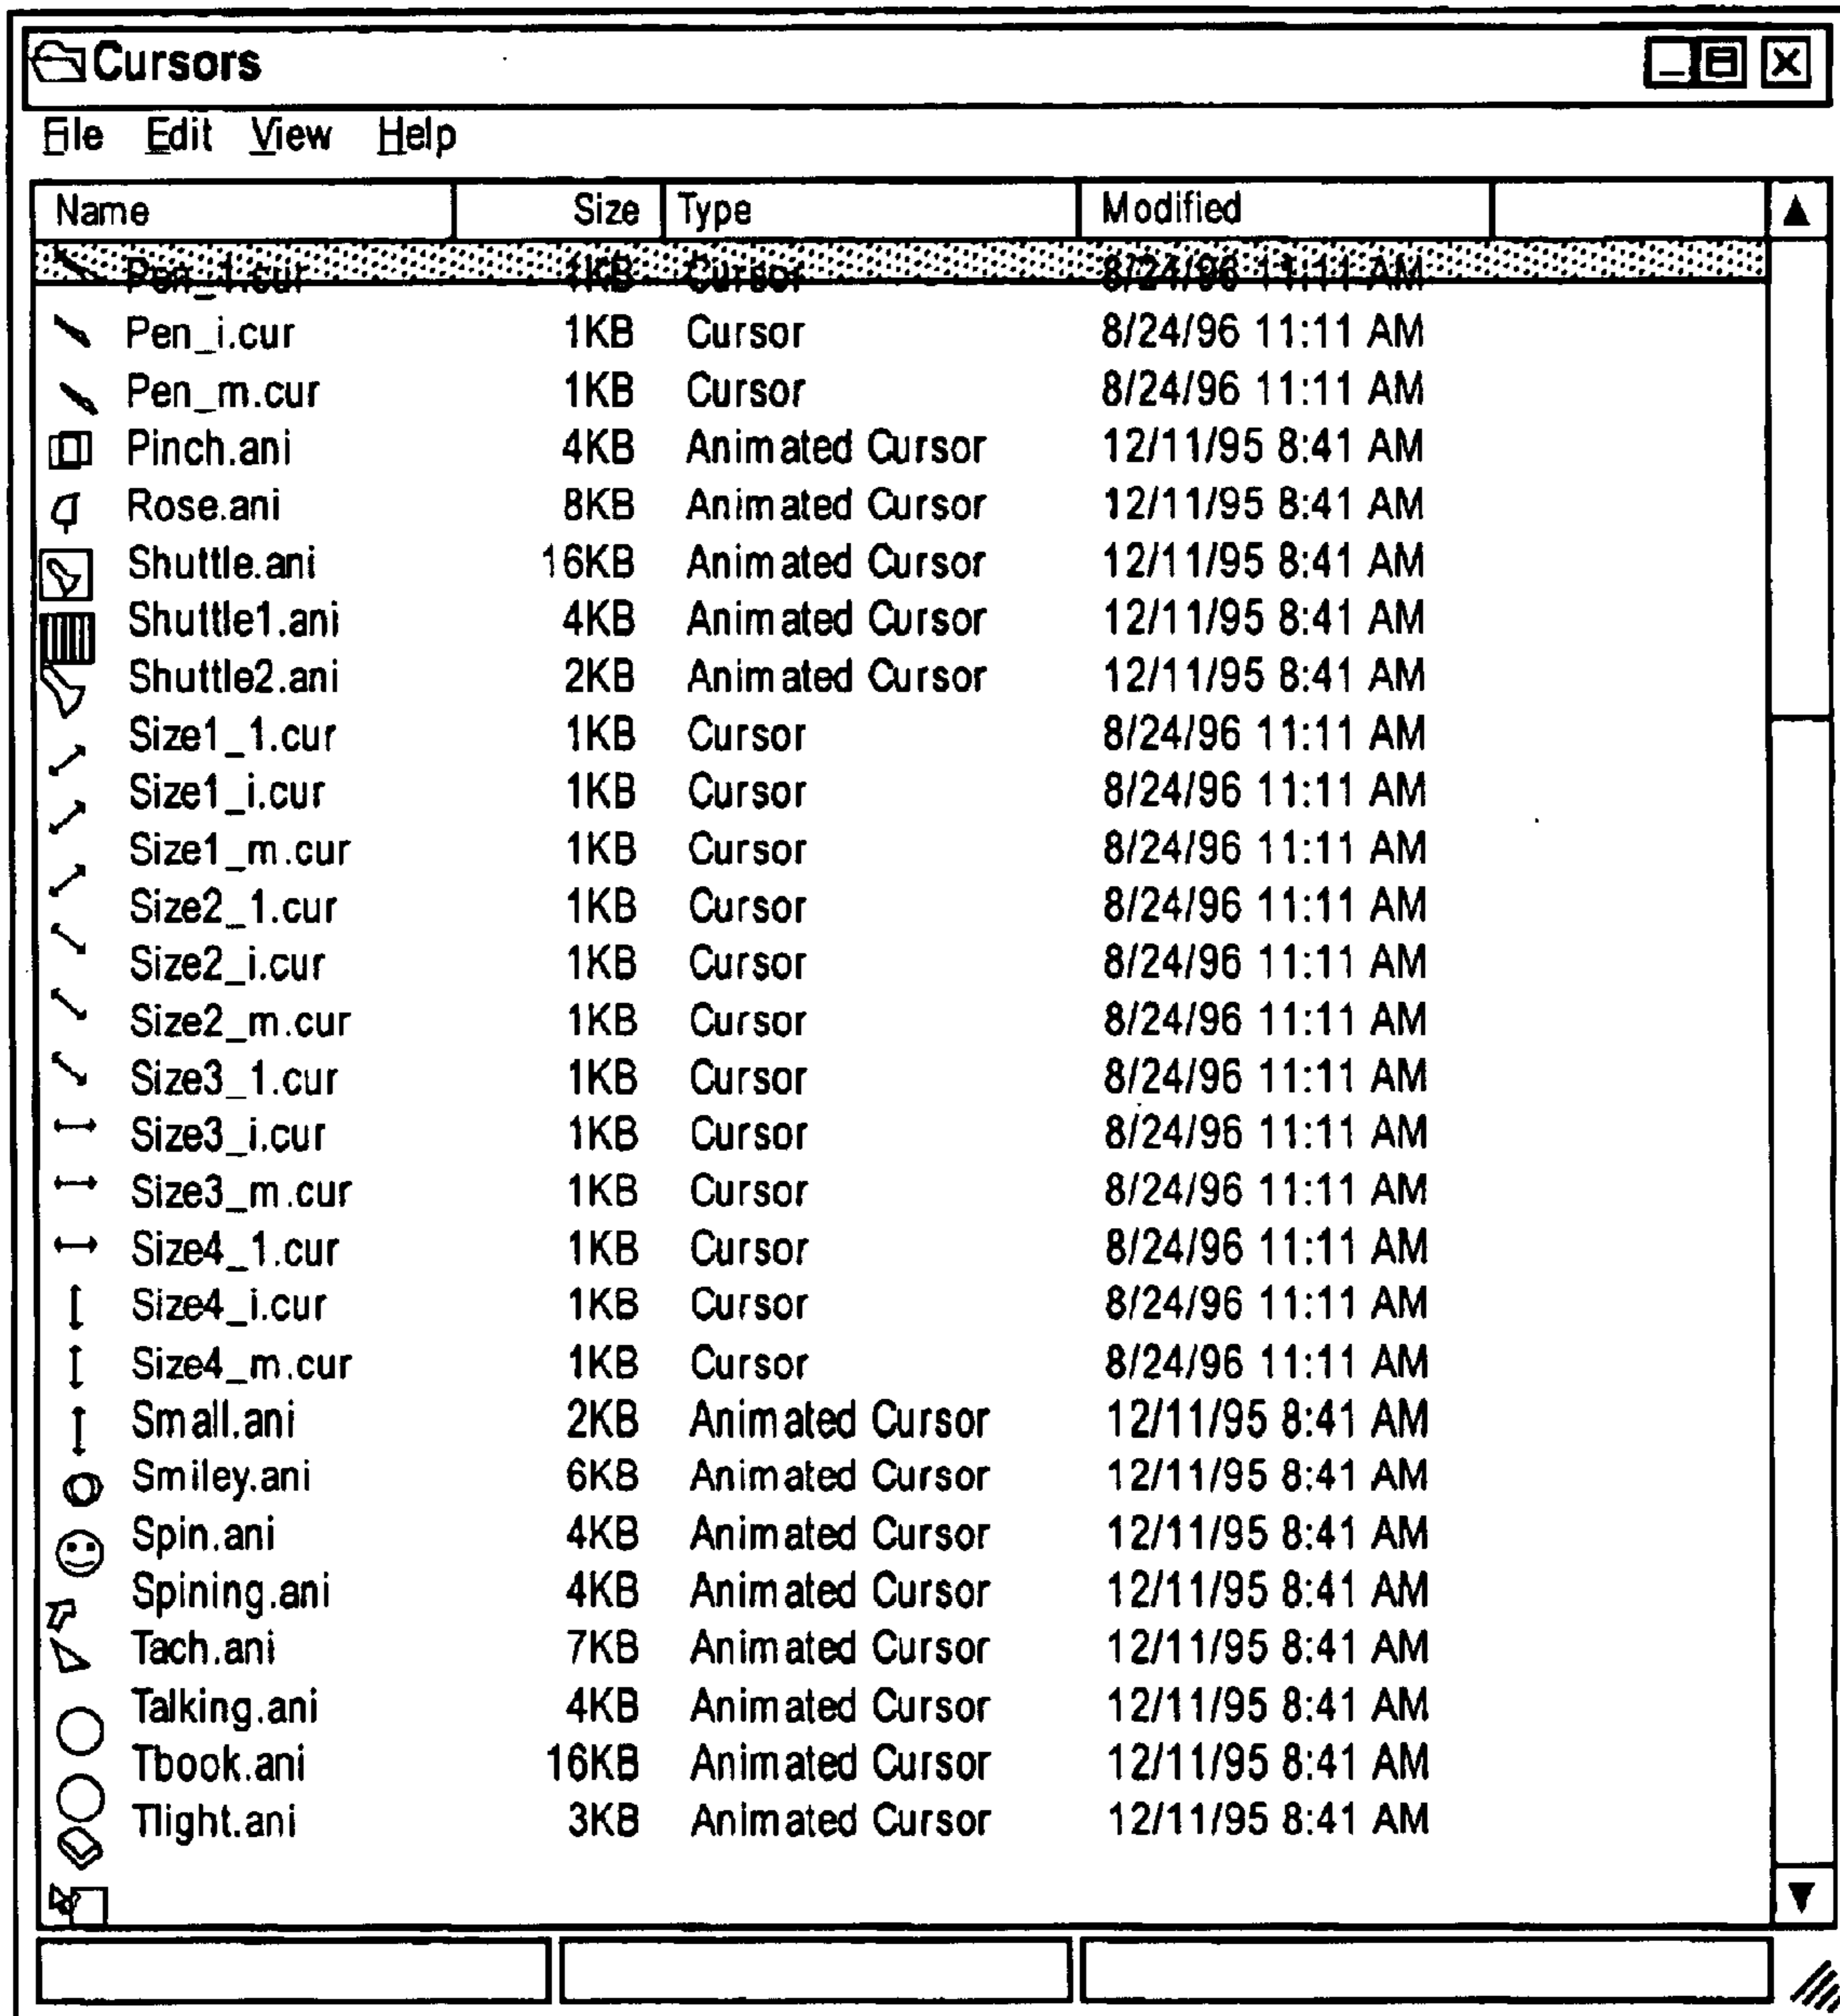 Cursors
File Edit View Help
Name Size Type Modified
Pen_1.cur 1KB Cursor 8/24/96 11:11 AM
Pen_i.cur 1KB Cursor 8/24/96 11:11 AM
Pen_m.cur 1KB Cursor 8/24/96 11:11 AM
Pinch.ani 4KB Animated Cursor 12/11/95 8:41 AM
Rose.ani 8KB Animated Cursor 12/11/95 8:41 AM
Shuttle.ani 16KB Animated Cursor 12/11/95 8:41 AM
Shuttle1.ani 4KB Animated Cursor 12/11/95 8:41 AM
Shuttle2.ani 2KB Animated Cursor 12/11/95 8:41 AM
Size1_1.cur 1KB Cursor 8/24/96 11:11 AM
Size1_i.cur 1KB Cursor 8/24/96 11:11 AM
Size1_m.cur 1KB Cursor 8/24/96 11:11 AM
Size2_1.cur 1KB Cursor 8/24/96 11:11 AM
Size2_i.cur 1KB Cursor 8/24/96 11:11 AM
Size2_m.cur 1KB Cursor 8/24/96 11:11 AM
Size3_1.cur 1KB Cursor 8/24/96 11:11 AM
Size3_i.cur 1KB Cursor 8/24/96 11:11 AM
Size3_m.cur 1KB Cursor 8/24/96 11:11 AM
Size4_1.cur 1KB Cursor 8/24/96 11:11 AM
Size4_i.cur 1KB Cursor 8/24/96 11:11 AM
Size4_m.cur 1KB Cursor 8/24/96 11:11 AM
Small.ani 2KB Animated Cursor 12/11/95 8:41 AM
Smiley.ani 6KB Animated Cursor 12/11/95 8:41 AM
Spin.ani 4KB Animated Cursor 12/11/95 8:41 AM
Spining.ani 4KB Animated Cursor 12/11/95 8:41 AM
Tach.ani 7KB Animated Cursor 12/11/95 8:41 AM
Talking.ani 4KB Animated Cursor 12/11/95 8:41 AM
Tbook.ani 16KB Animated Cursor 12/11/95 8:41 AM
Tlight.ani 3KB Animated Cursor 12/11/95 8:41 AM